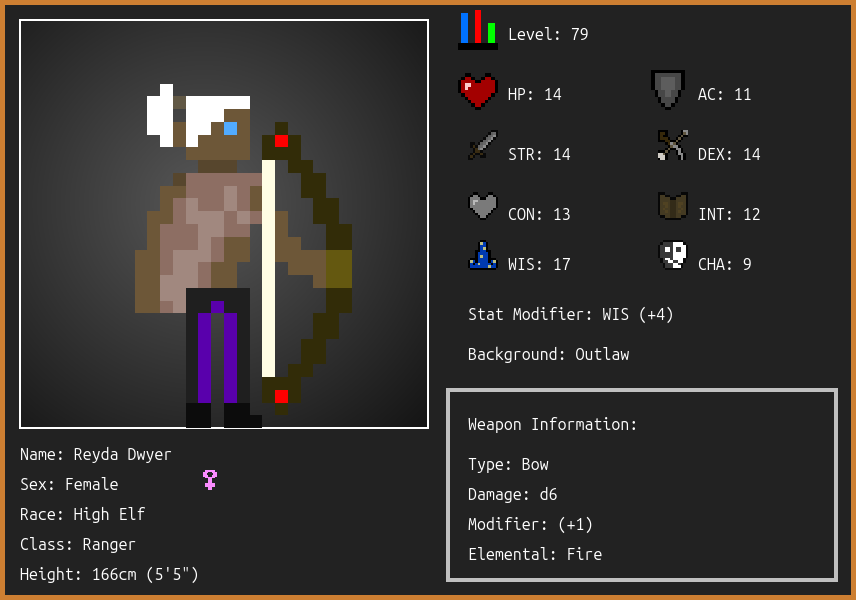 Level: 79
HP: 14
AC: 11
STR: 14
DEX: 14
CON: 13
INT: 12
WIS: 17
CHA: 9
Stat Modifier: WIS (+4)
Background: Outlaw
Weapon Information:
Type: Bow
Damage: d6
Modifier: (+1)
Elemental: Fire
Name: Reyda Dwyer
Sex: Female
Race: High Elf
Class: Ranger
Height: 166cm (5'5")